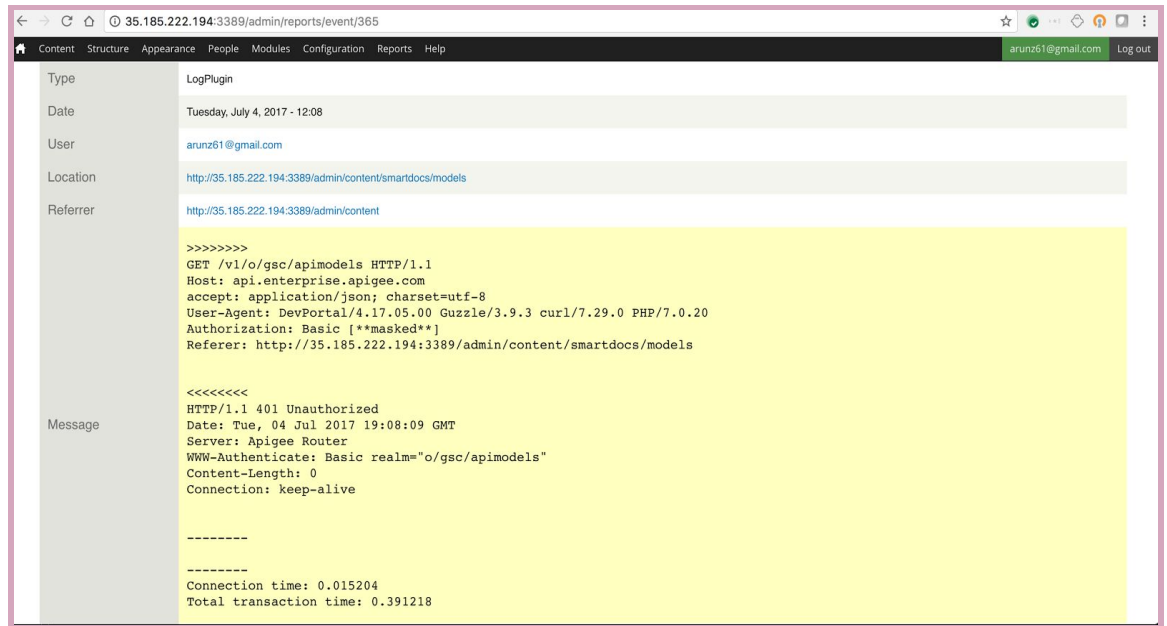 35.185.222.194:3389/admin/reports/event/365
Content Structure Appearance People Modules Configuration Reports Help arunz61@gmail.com Log out
Type LogPlugin
Date Tuesday, July 4, 2017 - 12:08
User arunz61@gmail.com
Location http://35.185.222.194:3389/admin/content/smartdocs/models
Referrer http://35.185.222.194:3389/admin/content
>>>>>>>>
GET /v1/o/gsc/apimodels HTTP/1.1
Host: api.enterprise.apigee.com
accept: application/json; charset=utf-8
User-Agent: DevPortal/4.17.05.00 Guzzle/3.9.3 curl/7.29.0 PHP/7.0.20
Authorization: Basic [**masked**]
Referer: http://35.185.222.194:3389/admin/content/smartdocs/models
<<<<<<<<
HTTP/1.1 401 Unauthorized
Message Date: Tue, 04 Jul 2017 19:08:09 GMT
Server: Apigee Router
WWW-Authenticate: Basic realm="o/gsc/apimodels"
Content-Length: 0
Connection: keep-alive
--------
--------
Connection time: 0.015204
Total transaction time: 0.391218